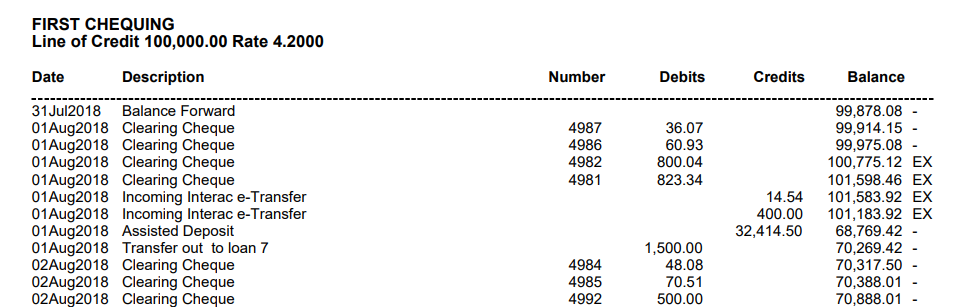 FIRST CHEQUING
Line of Credit 100,000.00 Rate 4.2000
Date Description Number Debits Credits Balance
31Jul2018 Balance Forward 99,878.08 -
01Aug2018 Clearing Cheque 4987 36.07 99,914.15 -
01Aug2018 Clearing Cheque 4986 60.93 99,975.08 -
01Aug2018 Clearing Cheque 4982 800.04 100,775.12 EX
01Aug2018 Clearing Cheque 4981 823.34 101,598.46 EX
01Aug2018 Incoming Interac e-Transfer 14.54 101,583.92 EX
01Aug2018 Incoming Interac e-Transfer 400.00 101,183.92 EX
01Aug2018 Assisted Deposit 32,414.50 68,769.42 -
01Aug2018 Transfer out to loan 7 1,500.00 70,269.42 -
02Aug2018 Clearing Cheque 4984 48.08 70,317.50 -
02Aug2018 Clearing Cheque 4985 70.51 70,388.01 -
02Aug2018 Clearing Cheque 4992 500.00 70,888.01 -